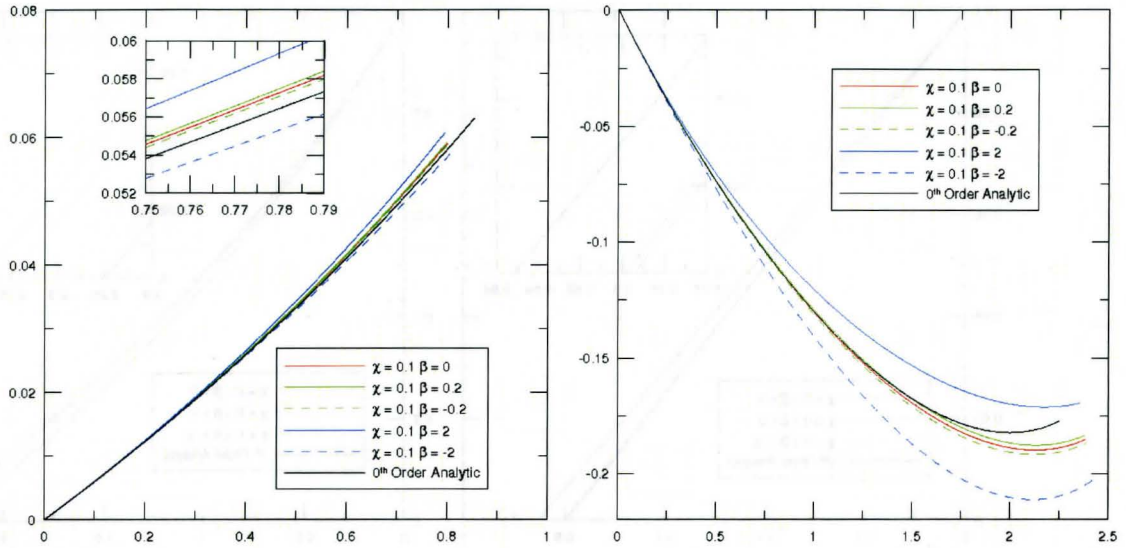 0.08
0.06
0.04
0.02
0
0
0.2
0.4
0.6
0.8
1
0.06
0.058
0.056
0.054
0.052
0.75
0.76
0.77
0.78
0.79
χ = 0.1 β = 0
χ = 0.1 β = 0.2
χ = 0.1 β = -0.2
χ = 0.1 β = 2
χ = 0.1 β = -2
0th Order Analytic
0
-0.05
-0.1
-0.15
-0.2
0
0.5
1
1.5
2
2.5
χ = 0.1 β = 0
χ = 0.1 β = 0.2
χ = 0.1 β = -0.2
χ = 0.1 β = 2
χ = 0.1 β = -2
0th Order Analytic